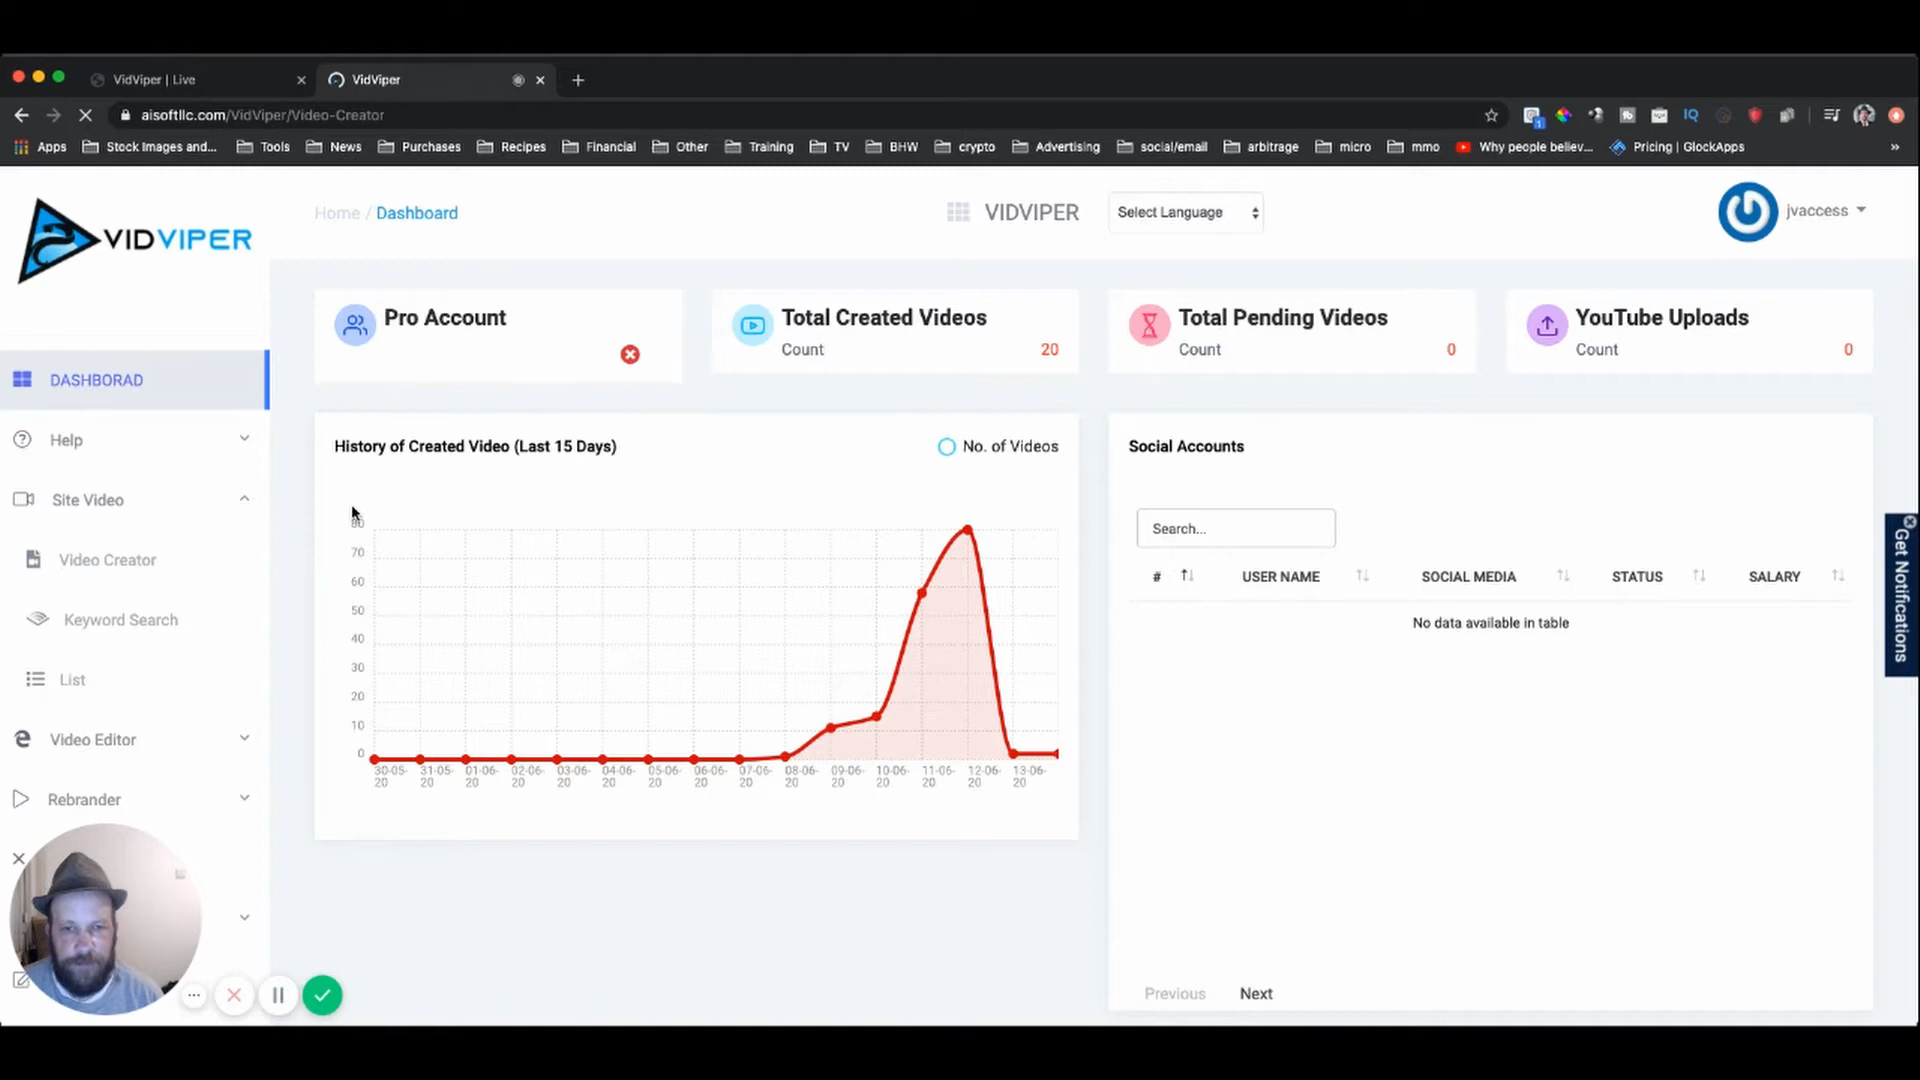 VidViper | Live
VidViper
aisoftllc.com/VidViper/Video-Creator
Apps
Stock Images and...
Tools
News
Purchases
Recipes
Financial
Other
Training
TV
BHW
crypto
Advertising
social/email
arbitrage
micro
mmo
Why people believ...
Pricing | GlockApps
»
VIDVIPER
Home / Dashboard
VIDVIPER
Select Language
jvaccess
DASHBORAD
Help
Site Video
Video Creator
Keyword Search
List
Video Editor
Rebrander
Pro Account
Total Created Videos
Count 20
Total Pending Videos
Count 0
YouTube Uploads
Count 0
History of Created Video (Last 15 Days)
No. of Videos
80
70
60
50
40
30
20
10
0
30-05-20
31-05-20
01-06-20
02-06-20
03-06-20
04-06-20
05-06-20
06-06-20
07-06-20
08-06-20
09-06-20
10-06-20
11-06-20
12-06-20
13-06-20
Social Accounts
Search...
# USER NAME SOCIAL MEDIA STATUS SALARY
No data available in table
Previous Next
Get Notifications